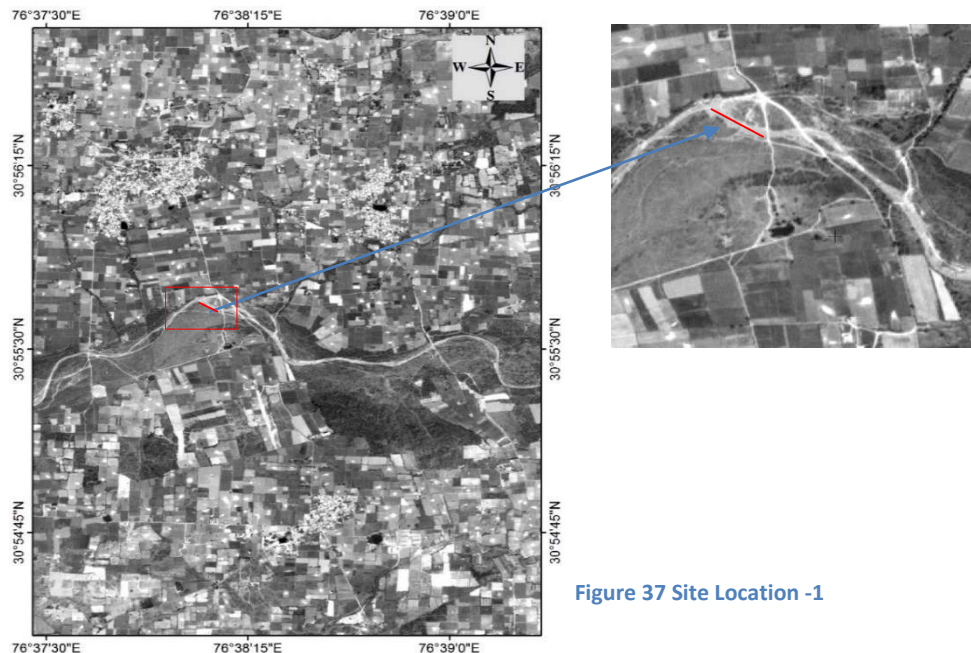 76°37'30"E 76°38'15"E 76°39'0"E
N
W E
S
30°56'15"N 30°56'15"N
30°55'30"N 30°55'30"N
30°54'45"N 30°54'45"N
Figure 37 Site Location -1
76°37'30"E 76°38'15"E 76°39'0"E